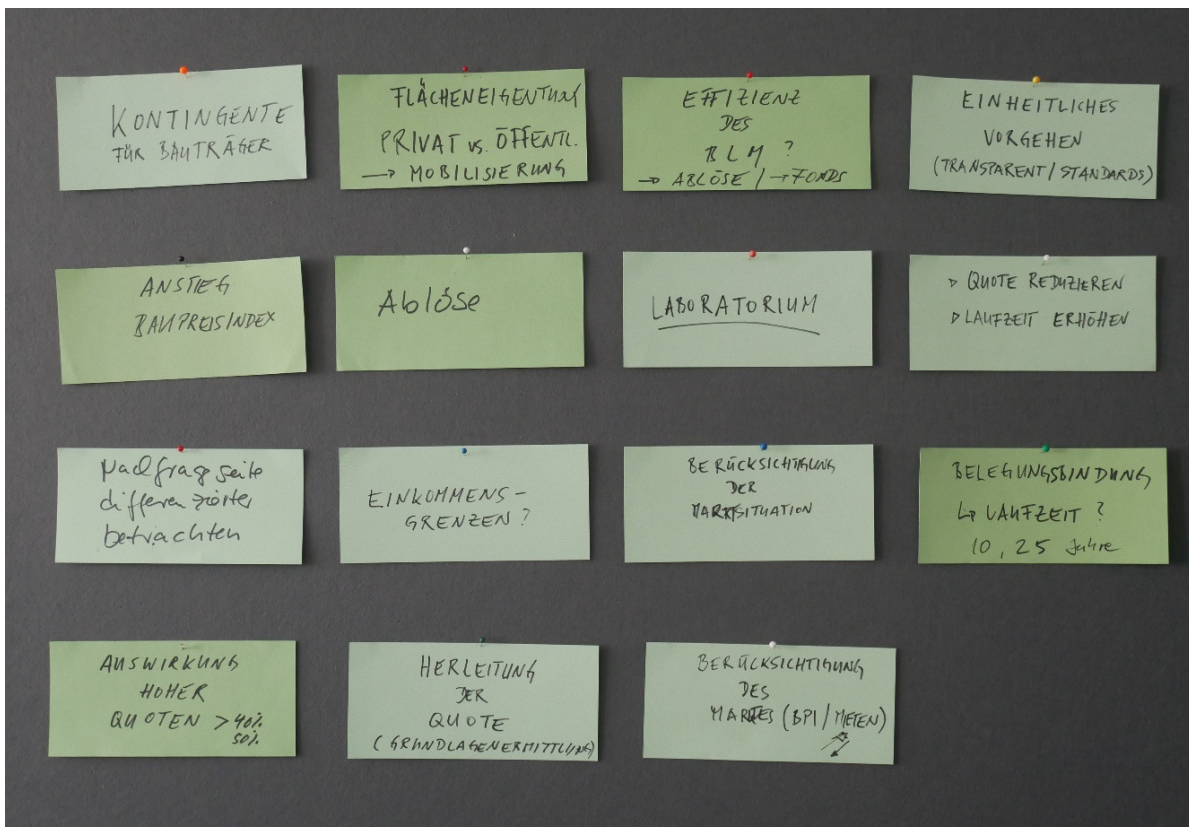 KONTINGENTE
FÜR BAUTRÄGER
FLÄCHENEIGENTUM
PRIVAT vs. ÖFFENTL.
→ MOBILISIERUNG
EFFIZIENZ
DES
BLM ?
→ ABLÖSE / → FONDS
EINHEITLICHES
VORGEHEN
(TRANSPARENT / STANDARDS)
ANSTIEG
BAUPREISINDEX
Ablöse
LABORATORIUM
▷ QUOTE REDUZIEREN
▷ LAUFZEIT ERHÖHEN
Nachfrageseite
differenzierter
betrachten
EINKOMMENS-
GRENZEN ?
BERÜCKSICHTIGUNG
DER
MARKTSITUATION
BELEGUNGSBINDUNG
↳ LAUFZEIT ?
10, 25 Jahre
AUSWIRKUNG
HOHER
QUOTEN > 40%
50%
HERLEITUNG
DER
QUOTE
(GRUNDLAGENERMITTLUNG)
BERÜCKSICHTIGUNG
DES
MARKTES (BPI / MIETEN)